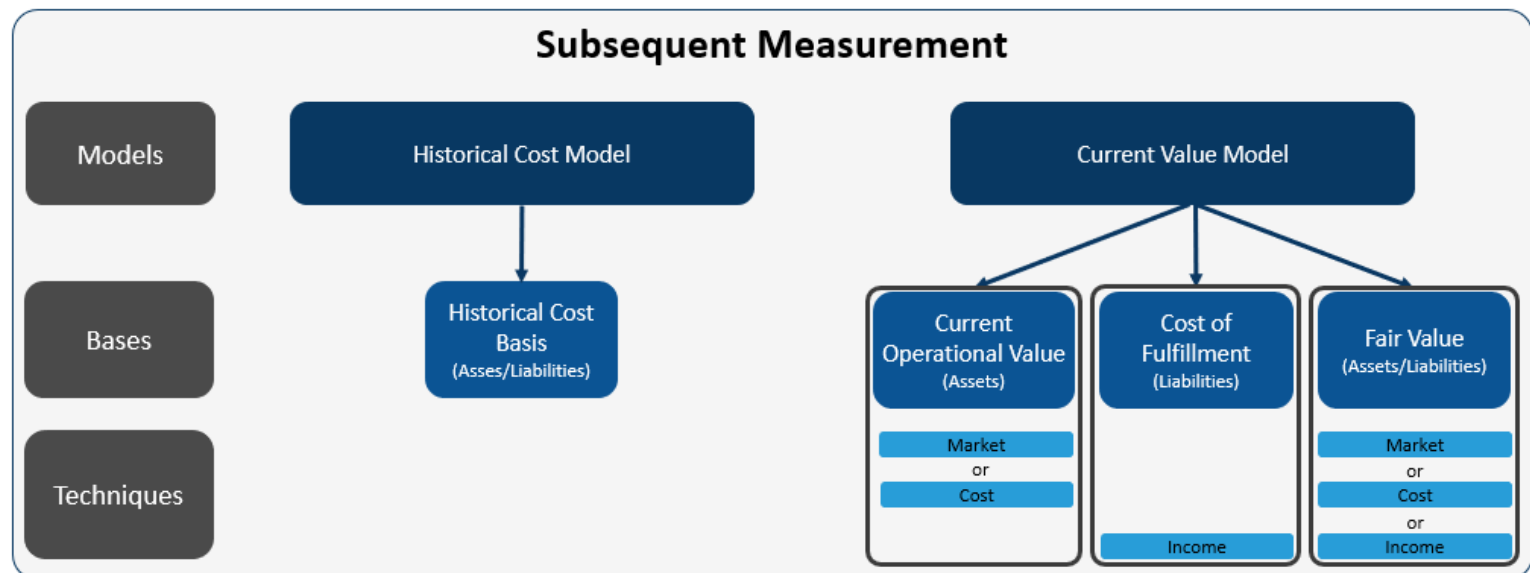 Subsequent Measurement
Models
Historical Cost Model
Current Value Model
Bases
Historical Cost
Basis
(Asses/Liabilities)
Current
Operational Value
(Assets)
Cost of
Fulfillment
(Liabilities)
Fair Value
(Assets/Liabilities)
Techniques
Market
or
Cost
Income
Market
or
Cost
or
Income